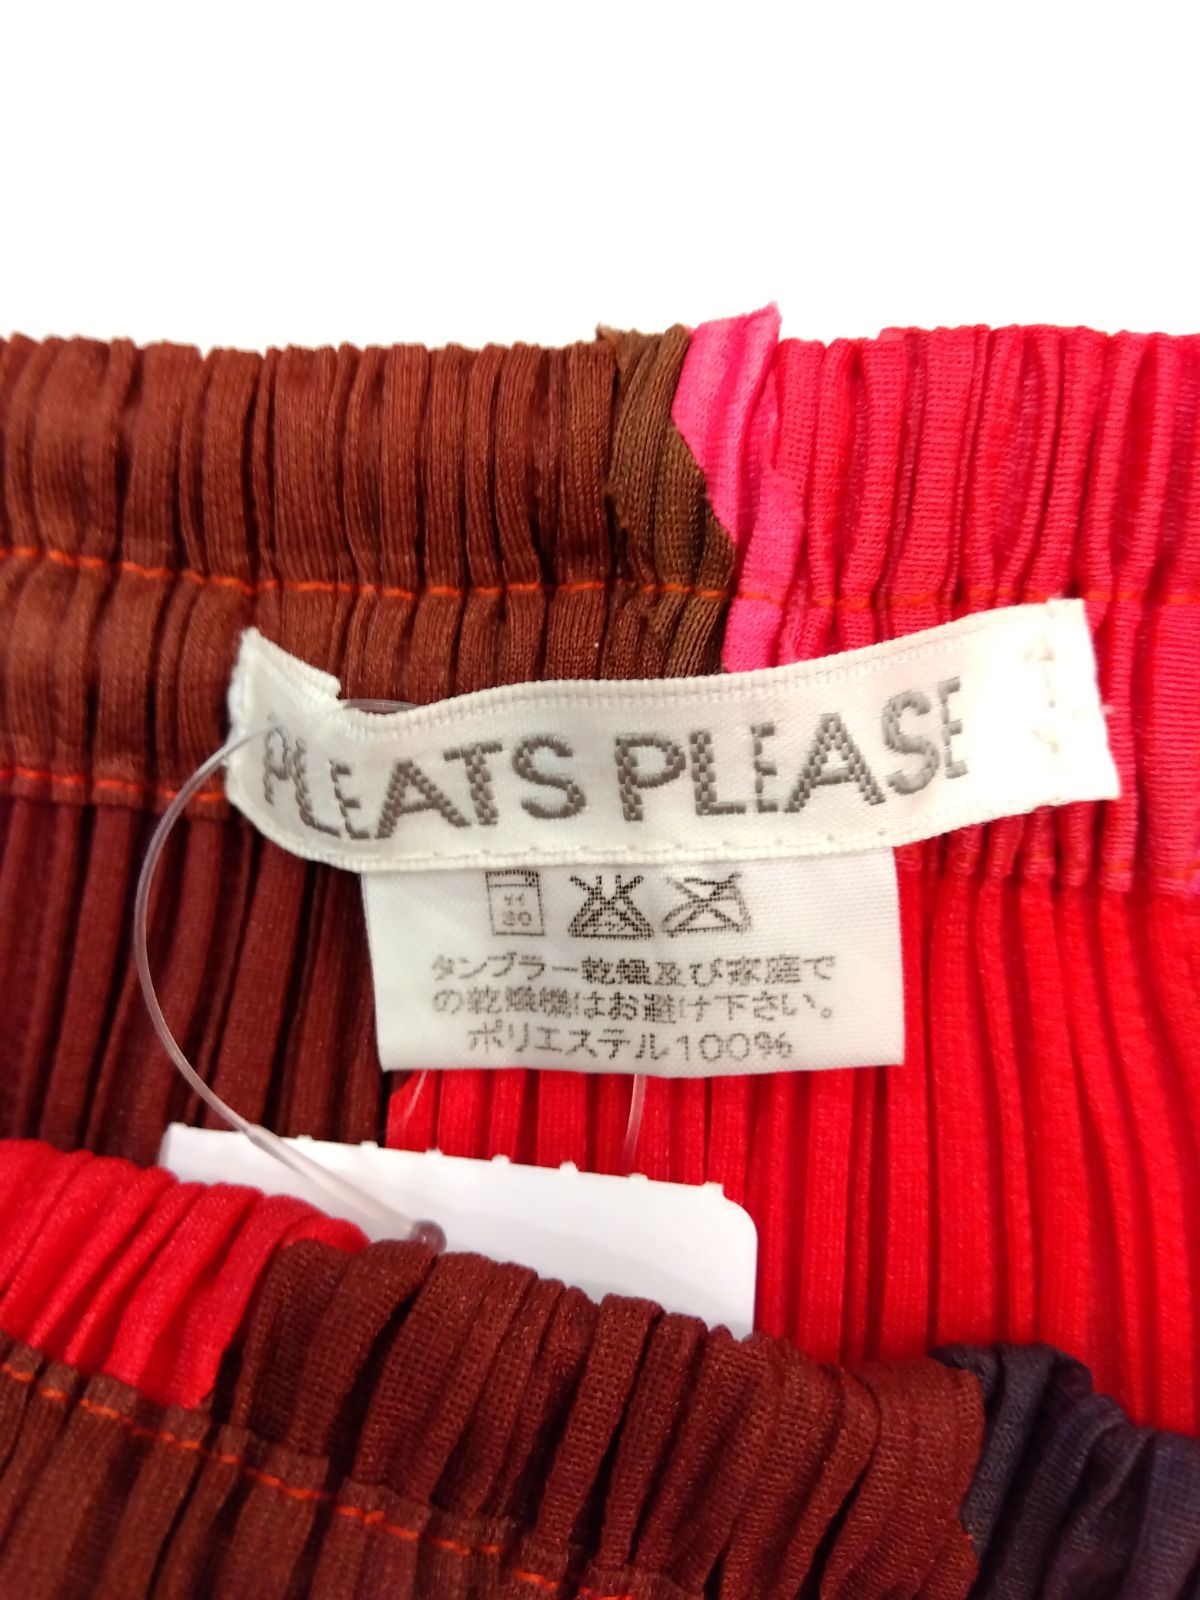 PLEATS PLEASE
30
タンブラー乾燥及び家庭で
の乾燥機はお避け下さい。
ポリエステル100%